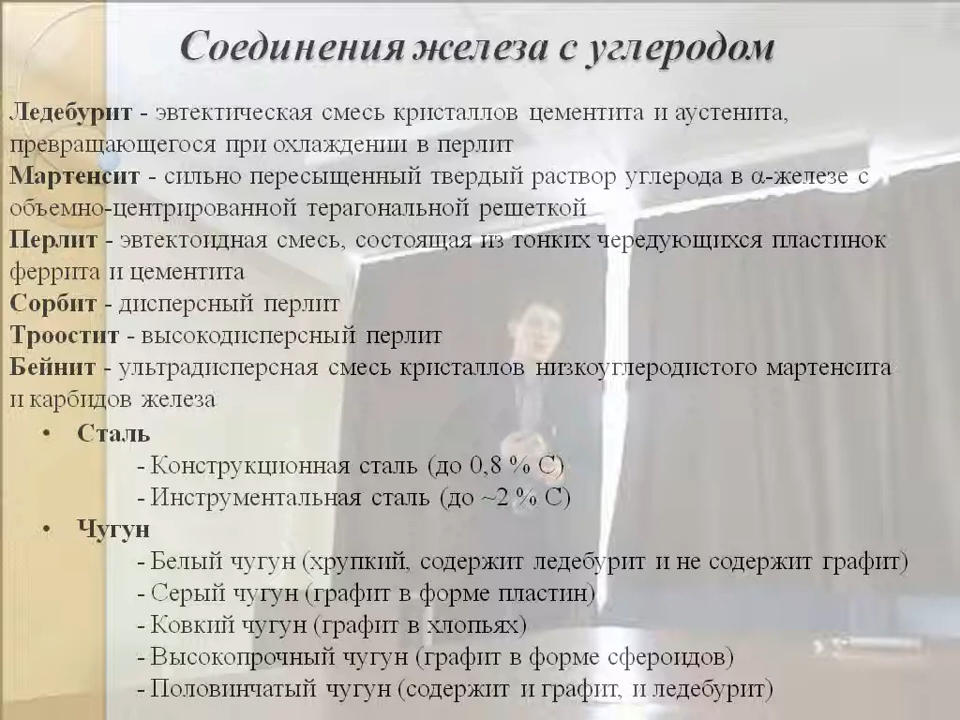 Соединения железа с углеродом
Ледебурит - эвтектическая смесь кристаллов цементита и аустенита,
превращающегося при охлаждении в перлит
Мартенсит - сильно пересыщенный твердый раствор углерода в α-железе с
объемно-центрированной терагональной решеткой
Перлит - эвтектоидная смесь, состоящая из тонких чередующихся пластинок
феррита и цементита
Сорбит - дисперсный перлит
Троостит - высокодисперсный перлит
Бейнит - ультрадисперсная смесь кристаллов низкоуглеродистого мартенсита
и карбидов железа
• Сталь
- Конструкционная сталь (до 0,8 % С)
- Инструментальная сталь (до ~2 % С)
• Чугун
- Белый чугун (хрупкий, содержит ледебурит и не содержит графит)
- Серый чугун (графит в форме пластин)
- Ковкий чугун (графит в хлопьях)
- Высокопрочный чугун (графит в форме сфероидов)
- Половинчатый чугун (содержит и графит, и ледебурит)